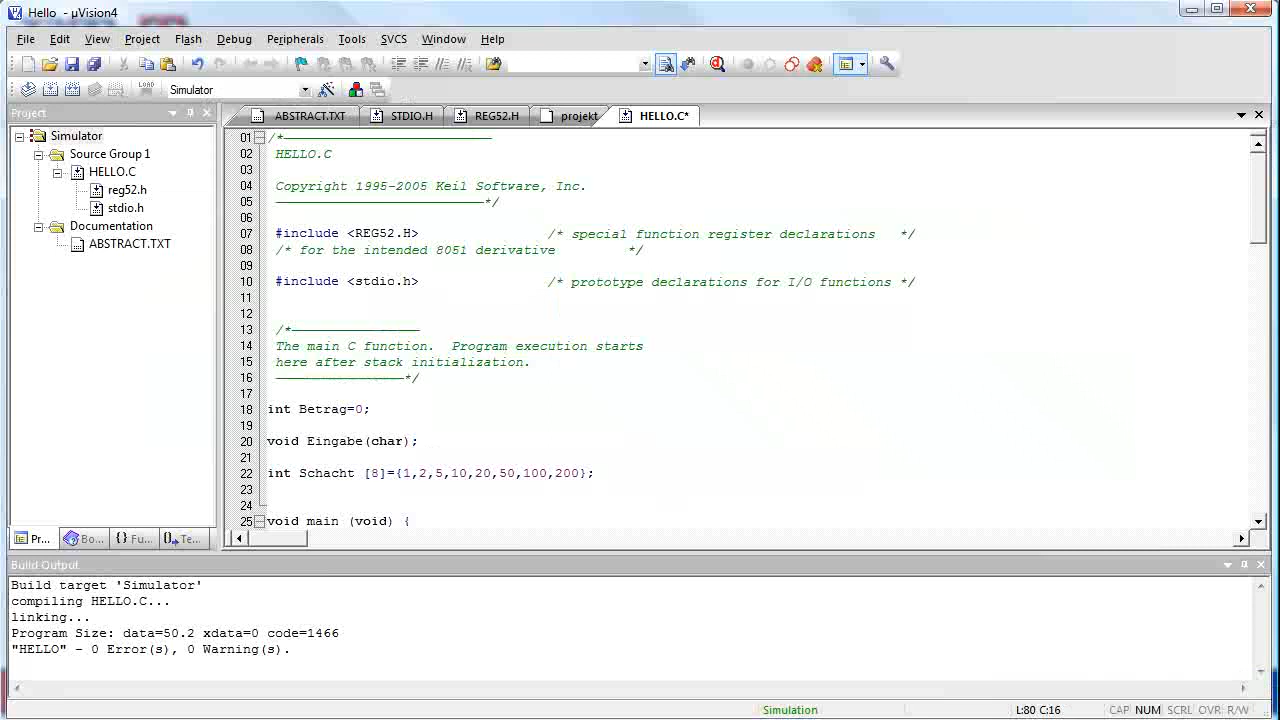 Hello - µVision4
File Edit View Project Flash Debug Peripherals Tools SVCS Window Help
LOAD Simulator
Project
Simulator
Source Group 1
HELLO.C
reg52.h
stdio.h
Documentation
ABSTRACT.TXT
Pr... Bo... {} Fu... Te...
ABSTRACT.TXT STDIO.H REG52.H projekt HELLO.C*
01 /*
02 HELLO.C
03
04 Copyright 1995-2005 Keil Software, Inc.
05 */
06
07 #include <REG52.H> /* special function register declarations */
08 /* for the intended 8051 derivative */
09
10 #include <stdio.h> /* prototype declarations for I/O functions */
11
12
13 /*
14 The main C function. Program execution starts
15 here after stack initialization.
16 */
17
18 int Betrag=0;
19
20 void Eingabe(char);
21
22 int Schacht [8]={1,2,5,10,20,50,100,200};
23
24
25 void main (void) {
Build Output
Build target 'Simulator'
compiling HELLO.C...
linking...
Program Size: data=50.2 xdata=0 code=1466
"HELLO" - 0 Error(s), 0 Warning(s).
Simulation L:80 C:16 CAP NUM SCRL OVR R/W